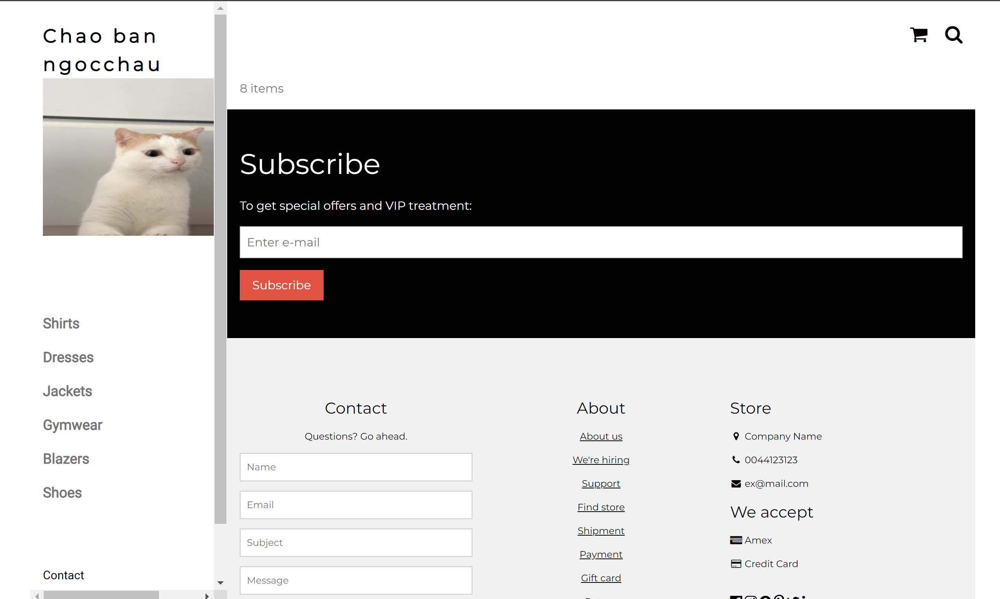 Chao ban
ngocchau
Shirts
Dresses
Jackets
Gymwear
Blazers
Shoes
Contact
8 items
Subscribe
To get special offers and VIP treatment:
Enter e-mail
Subscribe
Contact
Questions? Go ahead.
Name
Email
Subject
Message
About
About us
We're hiring
Support
Find store
Shipment
Payment
Gift card
Store
Company Name
0044123123
ex@mail.com
We accept
Amex
Credit Card